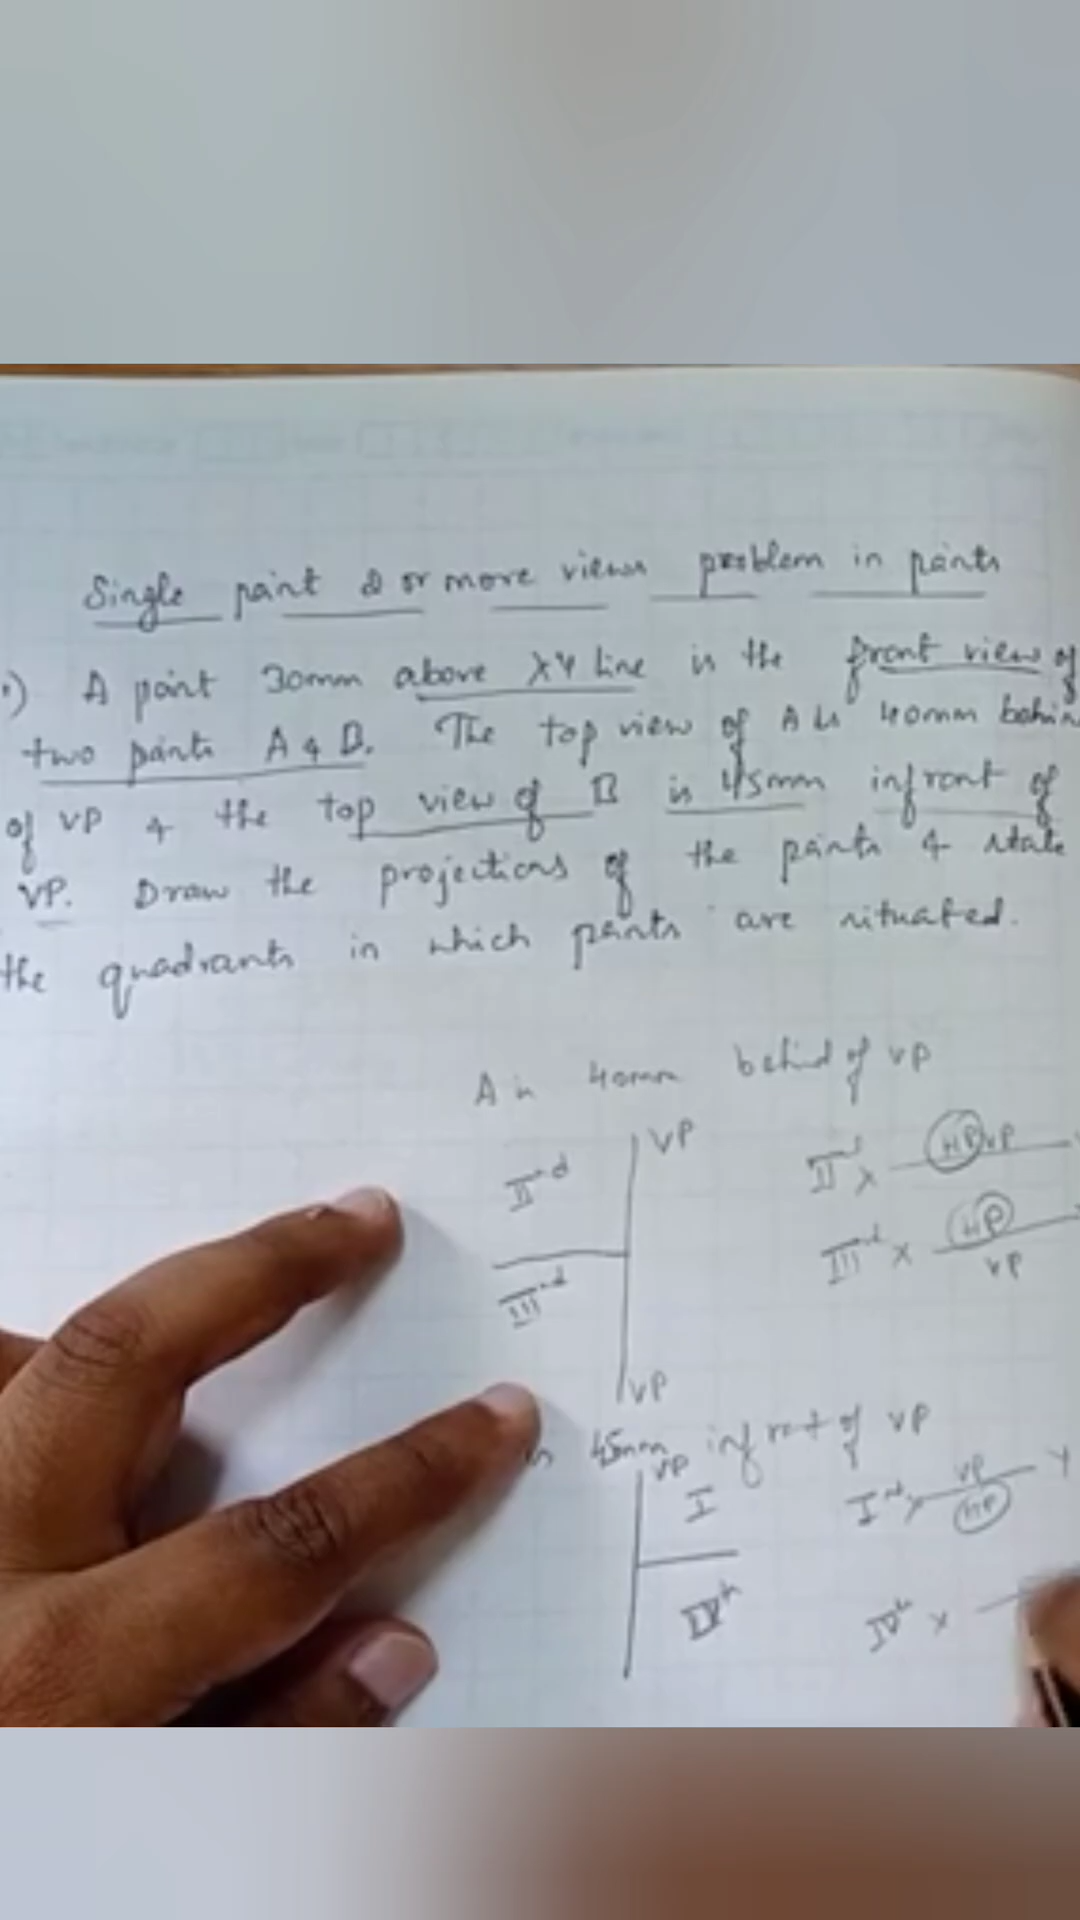 Single point 2 or more views problem in points
1) A point 30mm above XY line is the front view of
two points A & B. The top view of A is 40mm behin
of VP & the top view of B is 45mm infront of
VP. Draw the projections of the points & state
the quadrants in which points are situated.
A is 40mm behind of VP
VP
II nd
II nd X HP VP
III rd
III rd X HP
VP
VP
45mm infront of VP
VP
I
I st X VP Y
HP
IV th
IV th X